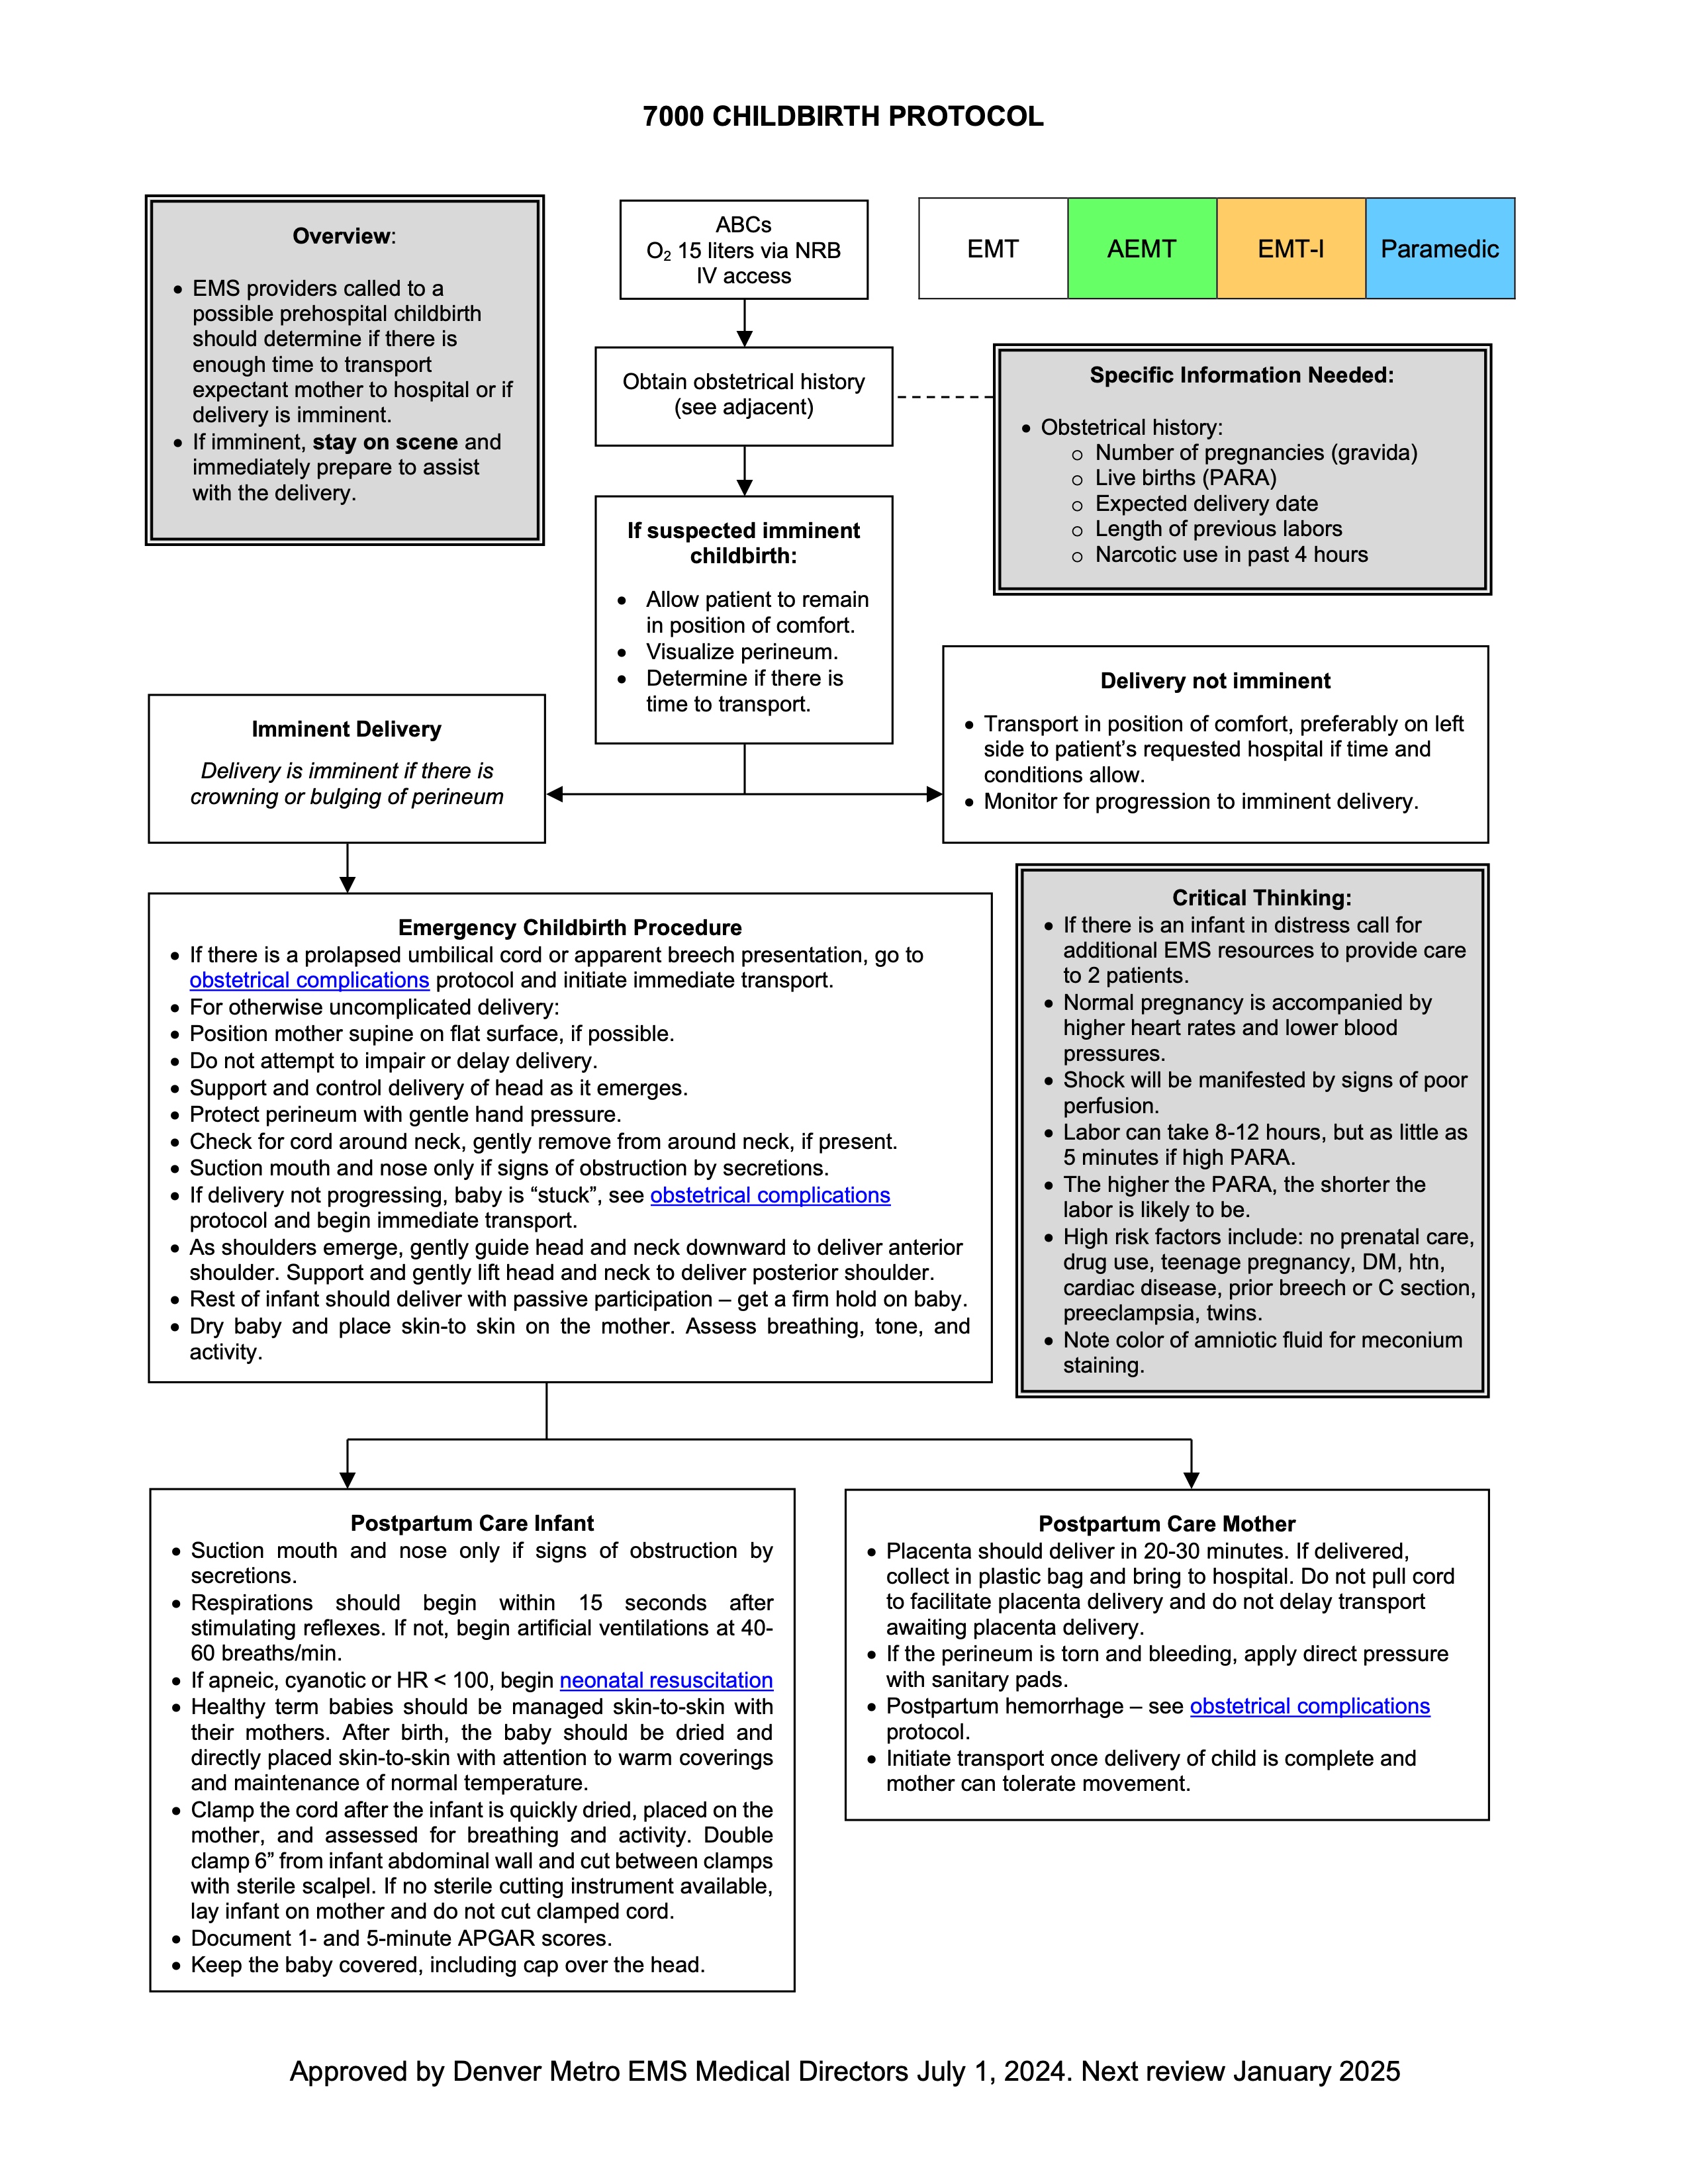 7000 CHILDBIRTH PROTOCOL
Overview:
• EMS providers called to a
possible prehospital childbirth
should determine if there is
enough time to transport
expectant mother to hospital or if
delivery is imminent.
• If imminent, stay on scene and
immediately prepare to assist
with the delivery.
ABCs
O₂ 15 liters via NRB
IV access
EMT
AEMT
EMT-I
Paramedic
Obtain obstetrical history
(see adjacent)
Specific Information Needed:
• Obstetrical history:
o Number of pregnancies (gravida)
o Live births (PARA)
o Expected delivery date
o Length of previous labors
o Narcotic use in past 4 hours
If suspected imminent
childbirth:
• Allow patient to remain
in position of comfort.
• Visualize perineum.
• Determine if there is
time to transport.
Imminent Delivery
Delivery is imminent if there is
crowning or bulging of perineum
Delivery not imminent
• Transport in position of comfort, preferably on left
side to patient’s requested hospital if time and
conditions allow.
• Monitor for progression to imminent delivery.
Emergency Childbirth Procedure
• If there is a prolapsed umbilical cord or apparent breech presentation, go to
obstetrical complications protocol and initiate immediate transport.
• For otherwise uncomplicated delivery:
• Position mother supine on flat surface, if possible.
• Do not attempt to impair or delay delivery.
• Support and control delivery of head as it emerges.
• Protect perineum with gentle hand pressure.
• Check for cord around neck, gently remove from around neck, if present.
• Suction mouth and nose only if signs of obstruction by secretions.
• If delivery not progressing, baby is “stuck”, see obstetrical complications
protocol and begin immediate transport.
• As shoulders emerge, gently guide head and neck downward to deliver anterior
shoulder. Support and gently lift head and neck to deliver posterior shoulder.
• Rest of infant should deliver with passive participation – get a firm hold on baby.
• Dry baby and place skin-to skin on the mother. Assess breathing, tone, and
activity.
Critical Thinking:
• If there is an infant in distress call for
additional EMS resources to provide care
to 2 patients.
• Normal pregnancy is accompanied by
higher heart rates and lower blood
pressures.
• Shock will be manifested by signs of poor
perfusion.
• Labor can take 8-12 hours, but as little as
5 minutes if high PARA.
• The higher the PARA, the shorter the
labor is likely to be.
• High risk factors include: no prenatal care,
drug use, teenage pregnancy, DM, htn,
cardiac disease, prior breech or C section,
preeclampsia, twins.
• Note color of amniotic fluid for meconium
staining.
Postpartum Care Infant
• Suction mouth and nose only if signs of obstruction by
secretions.
• Respirations should begin within 15 seconds after
stimulating reflexes. If not, begin artificial ventilations at 40-
60 breaths/min.
• If apneic, cyanotic or HR < 100, begin neonatal resuscitation
• Healthy term babies should be managed skin-to-skin with
their mothers. After birth, the baby should be dried and
directly placed skin-to-skin with attention to warm coverings
and maintenance of normal temperature.
• Clamp the cord after the infant is quickly dried, placed on the
mother, and assessed for breathing and activity. Double
clamp 6” from infant abdominal wall and cut between clamps
with sterile scalpel. If no sterile cutting instrument available,
lay infant on mother and do not cut clamped cord.
• Document 1- and 5-minute APGAR scores.
• Keep the baby covered, including cap over the head.
Postpartum Care Mother
• Placenta should deliver in 20-30 minutes. If delivered,
collect in plastic bag and bring to hospital. Do not pull cord
to facilitate placenta delivery and do not delay transport
awaiting placenta delivery.
• If the perineum is torn and bleeding, apply direct pressure
with sanitary pads.
• Postpartum hemorrhage – see obstetrical complications
protocol.
• Initiate transport once delivery of child is complete and
mother can tolerate movement.
Approved by Denver Metro EMS Medical Directors July 1, 2024. Next review January 2025